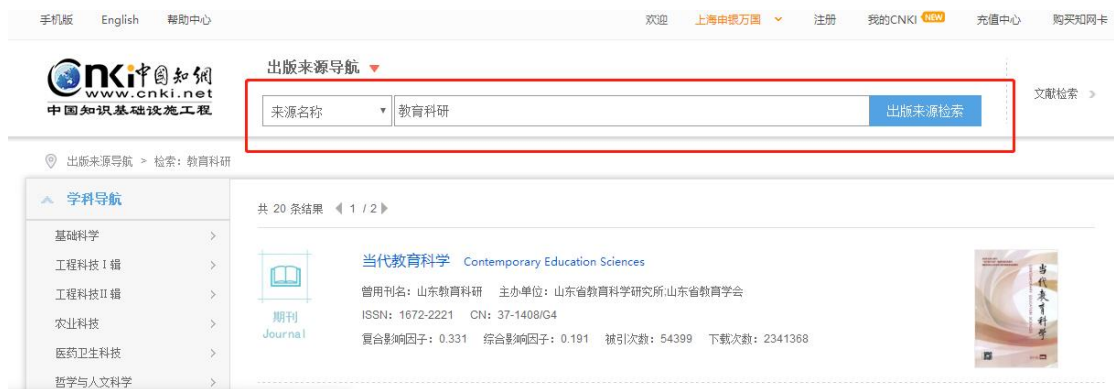 手机版 English 帮助中心 欢迎 上海申银万国 注册 我的CNKI NEW 充值中心 购买知网卡
Cnki中国知网
www.cnki.net
中国知识基础设施工程
出版来源导航
来源名称 教育科研 出版来源检索
文献检索
出版来源导航 > 检索：教育科研
学科导航
共 20 条结果 1 / 2
基础科学
工程科技 I 辑
工程科技II 辑
农业科技
医药卫生科技
哲学与人文科学
期刊
Journal
当代教育科学 Contemporary Education Sciences
曾用刊名：山东教育科研 主办单位：山东省教育科学研究所;山东省教育学会
ISSN：1672-2221 CN：37-1408/G4
复合影响因子：0.331 综合影响因子：0.191 被引次数：54399 下载次数：2341368
当代教育科学